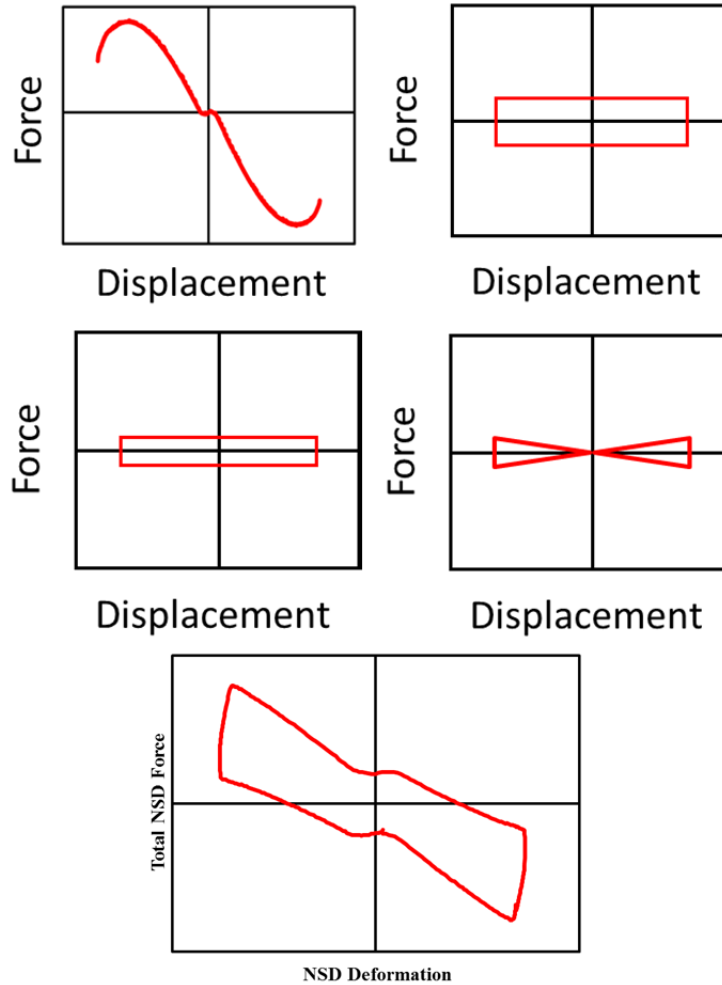 Force
Displacement
Force
Displacement
Force
Displacement
Force
Displacement
Total NSD Force
NSD Deformation